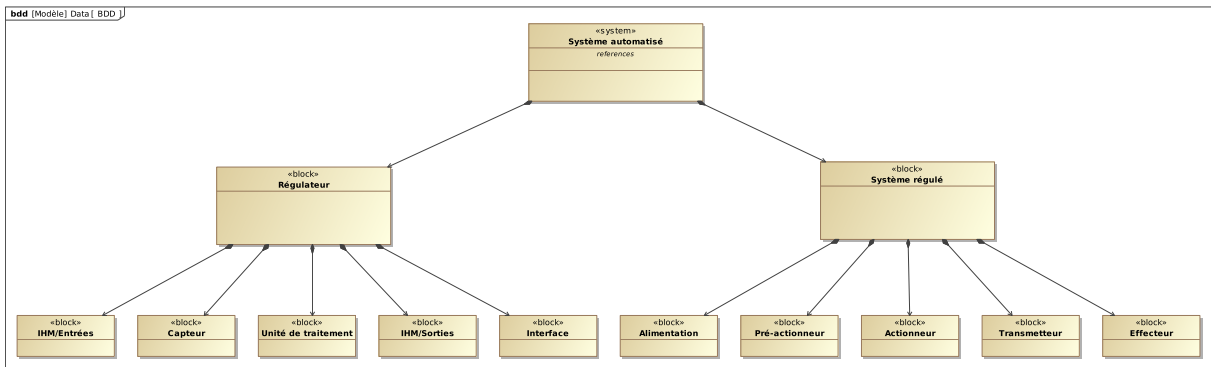 bdd [Modèle] Data [ BDD ]
«system»
Système automatisé
references
«block»
Régulateur
«block»
Système régulé
«block»
IHM/Entrées
«block»
Capteur
«block»
Unité de traitement
«block»
IHM/Sorties
«block»
Interface
«block»
Alimentation
«block»
Pré-actionneur
«block»
Actionneur
«block»
Transmetteur
«block»
Effecteur